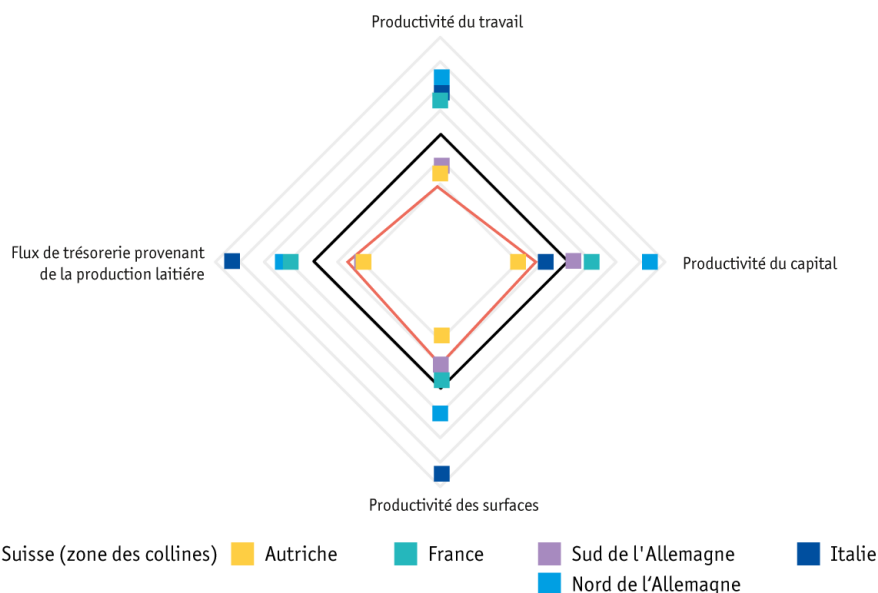 Productivité du travail
Flux de trésorerie provenant
de la production laitiére
Productivité du capital
Productivité des surfaces
Suisse (zone des collines)
Autriche
France
Sud de l'Allemagne
Italie
Nord de l‘Allemagne